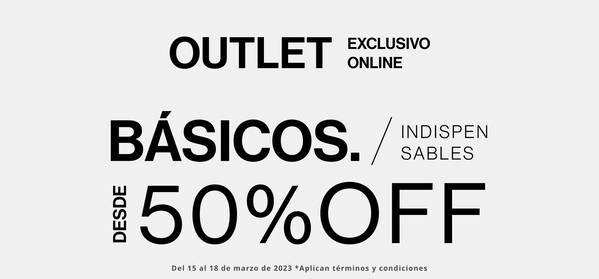 OUTLET
EXCLUSIVO
ONLINE
BÁSICOS.
INDISPEN
SABLES
DESDE
50%OFF
Del 15 al 18 de marzo de 2023 *Aplican términos y condiciones